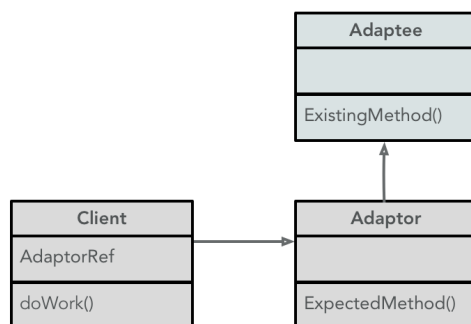 Adaptee
ExistingMethod()
Client
AdaptorRef
doWork()
Adaptor
ExpectedMethod()